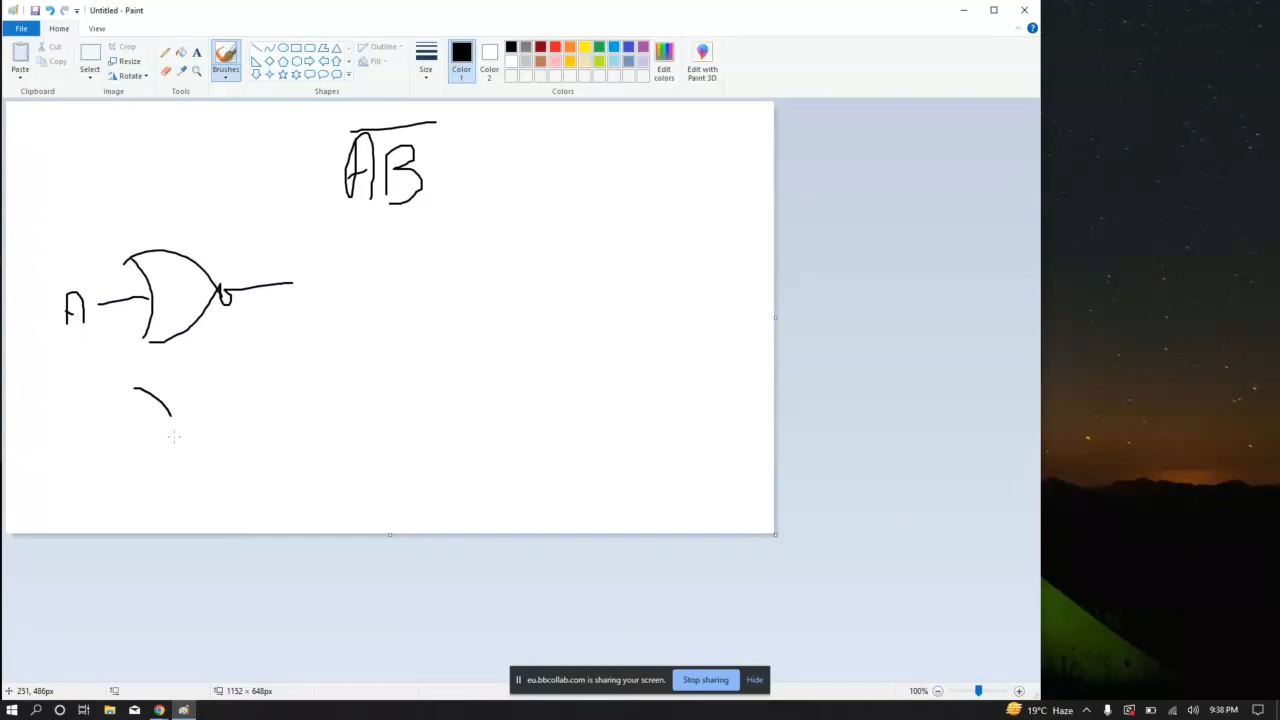 Untitled - Paint
File Home View
Paste Cut Copy Select Crop Resize Rotate Brushes Outline Fill Size Color 1 Color 2 Edit colors Edit with Paint 3D
Clipboard Image Tools Shapes Colors
AB
A
eu.bbcollab.com is sharing your screen. Stop sharing Hide
251, 486px 1152 × 648px 100%
19°C Haze 9:38 PM